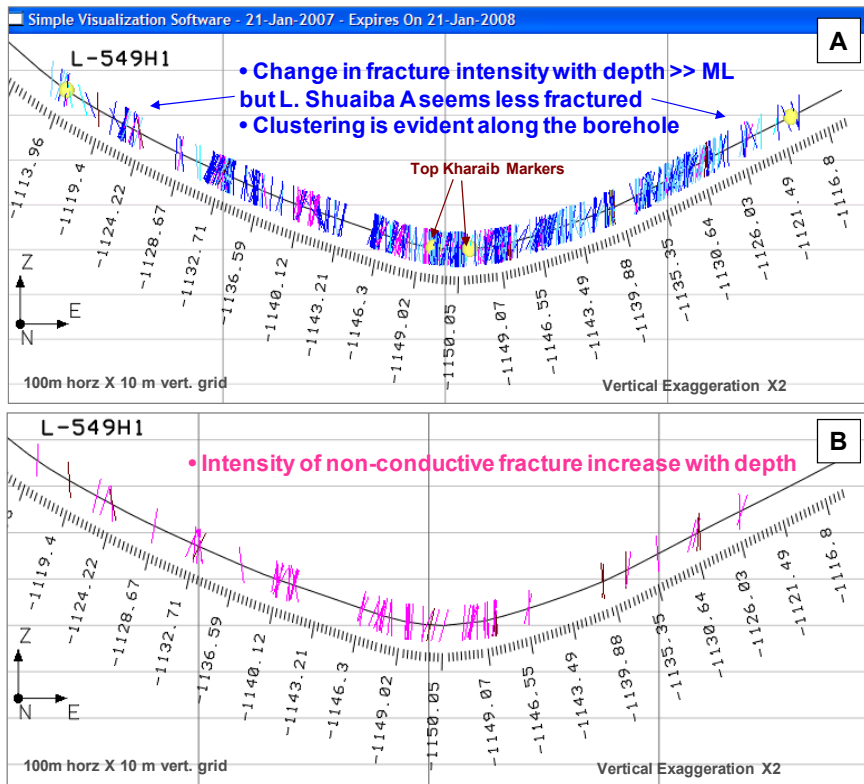 Simple Visualization Software - 21-Jan-2007 - Expires On 21-Jan-2008
A
L-549H1
• Change in fracture intensity with depth >> ML
but L. Shuaiba A seems less fractured
• Clustering is evident along the borehole
Top Kharaib Markers
-1113.96
-1119.4
-1124.22
-1128.67
-1132.71
-1136.59
-1140.12
-1143.21
-1146.3
-1149.02
-1150.05
-1149.07
-1146.55
-1143.49
-1139.88
-1135.35
-1130.64
-1126.03
-1121.49
-1116.8
Z
E
N
100m horz X 10 m vert. grid
Vertical Exaggeration X2
B
L-549H1
• Intensity of non-conductive fracture increase with depth
-1119.4
-1124.22
-1128.67
-1132.71
-1136.59
-1140.12
-1143.21
-1146.3
-1149.02
-1150.05
-1149.07
-1146.55
-1143.49
-1139.88
-1135.35
-1130.64
-1126.03
-1121.49
-1116.8
Z
E
N
100m horz X 10 m vert. grid
Vertical Exaggeration X2